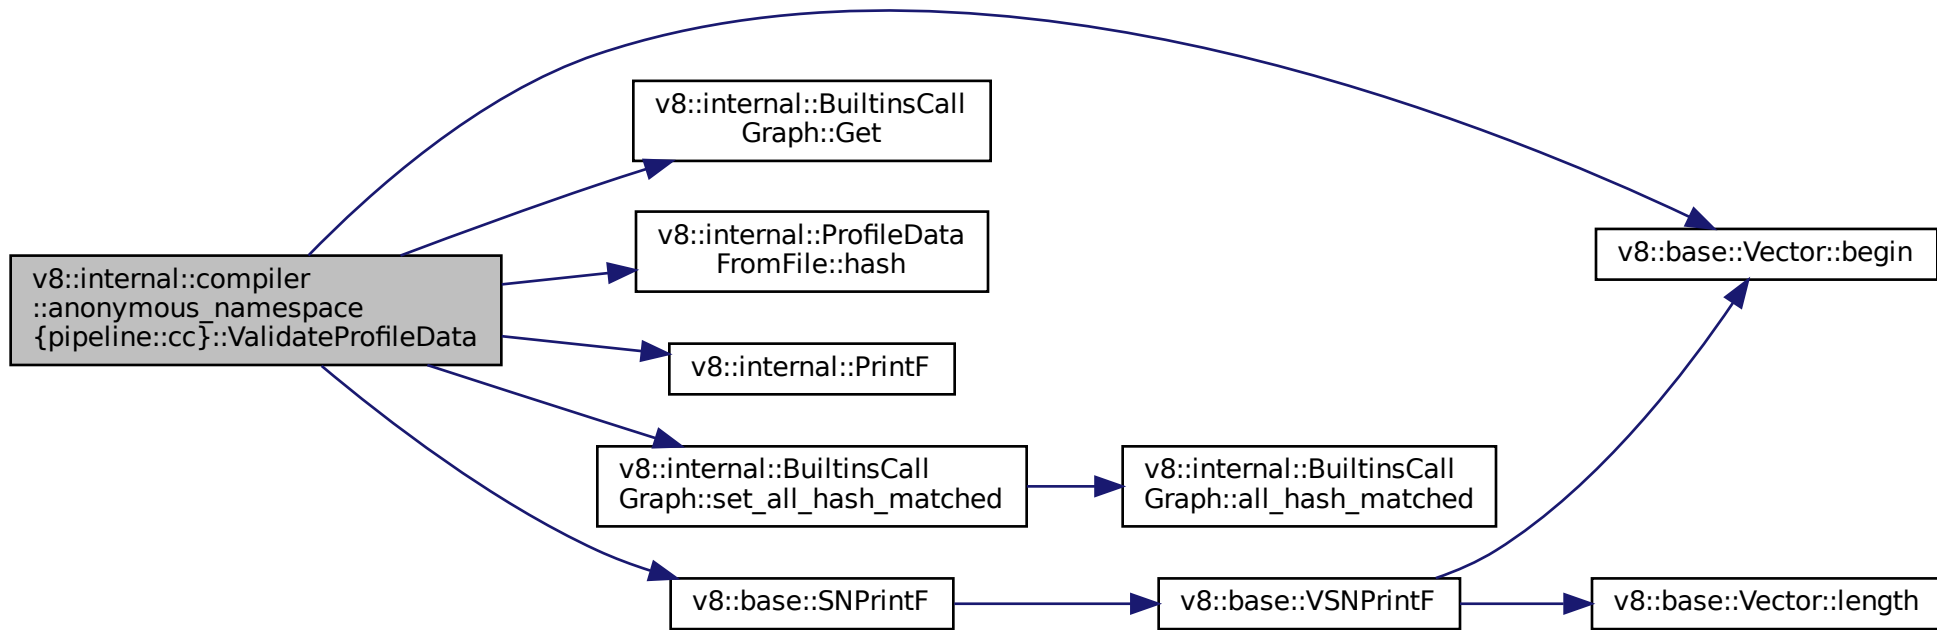 v8::internal::BuiltinsCall
Graph::Get
v8::internal::ProfileData
FromFile::hash
v8::base::Vector::begin
v8::internal::compiler
::anonymous_namespace
{pipeline::cc}::ValidateProfileData
v8::internal::PrintF
v8::internal::BuiltinsCall
Graph::set_all_hash_matched
v8::internal::BuiltinsCall
Graph::all_hash_matched
v8::base::SNPrintF
v8::base::VSNPrintF
v8::base::Vector::length